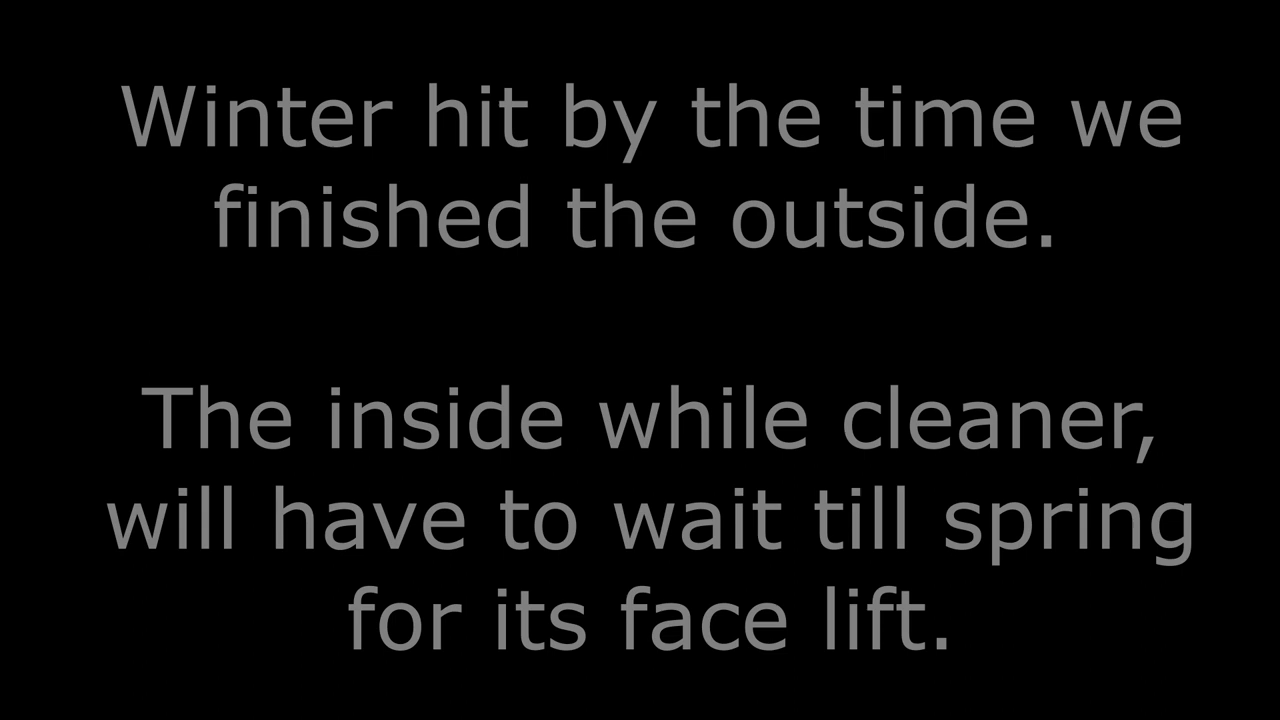 Winter hit by the time we
finished the outside.
The inside while cleaner,
will have to wait till spring
for its face lift.